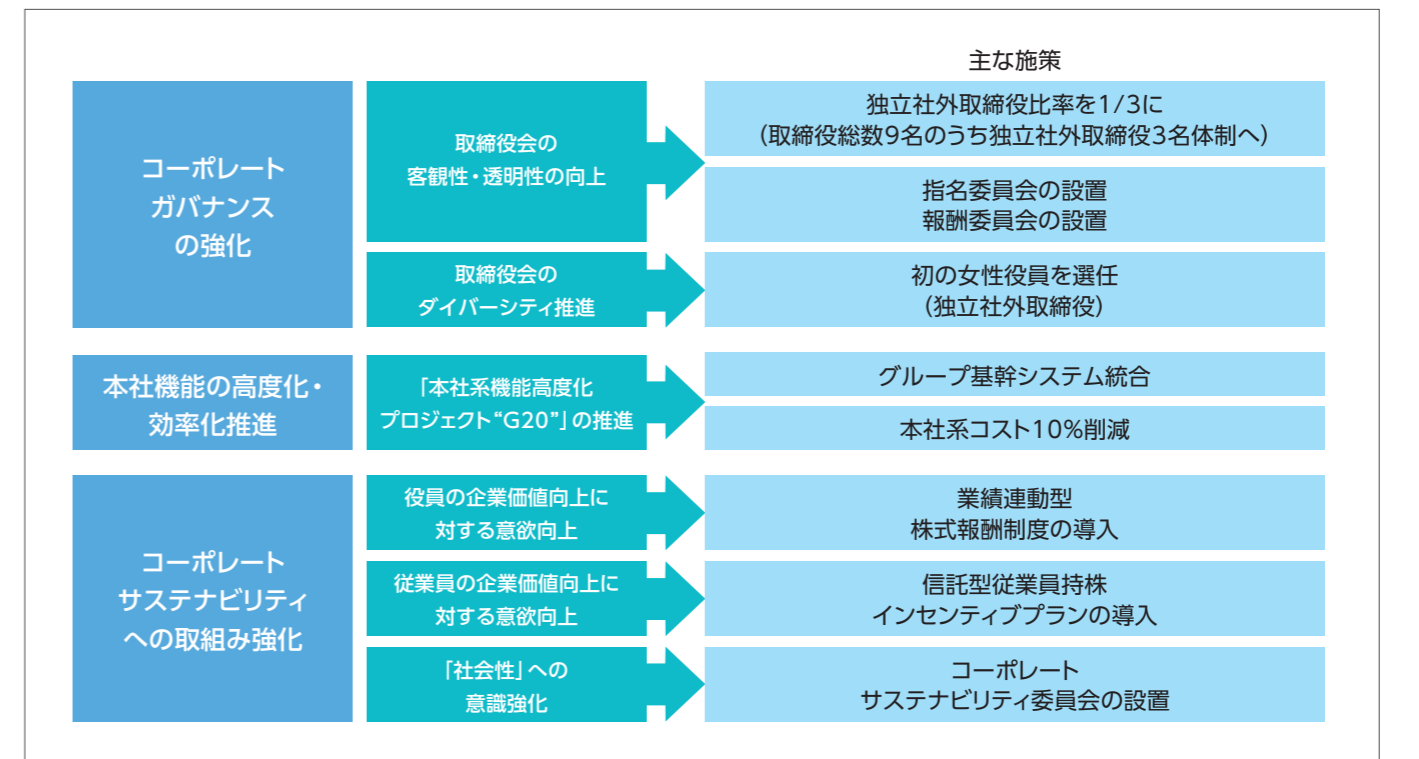 主な施策
コーポレート
ガバナンス
の強化
取締役会の
客観性・透明性の向上
独立社外取締役比率を1/3に
(取締役総数9名のうち独立社外取締役3名体制へ)
指名委員会の設置
報酬委員会の設置
取締役会の
ダイバーシティ推進
初の女性役員を選任
(独立社外取締役)
本社機能の高度化・
効率化推進
「本社系機能高度化
プロジェクト“G20”」の推進
グループ基幹システム統合
本社系コスト10%削減
コーポレート
サステナビリティ
への取組み強化
役員の企業価値向上に
対する意欲向上
業績連動型
株式報酬制度の導入
従業員の企業価値向上に
対する意欲向上
信託型従業員持株
インセンティブプランの導入
「社会性」への
意識強化
コーポレート
サステナビリティ委員会の設置